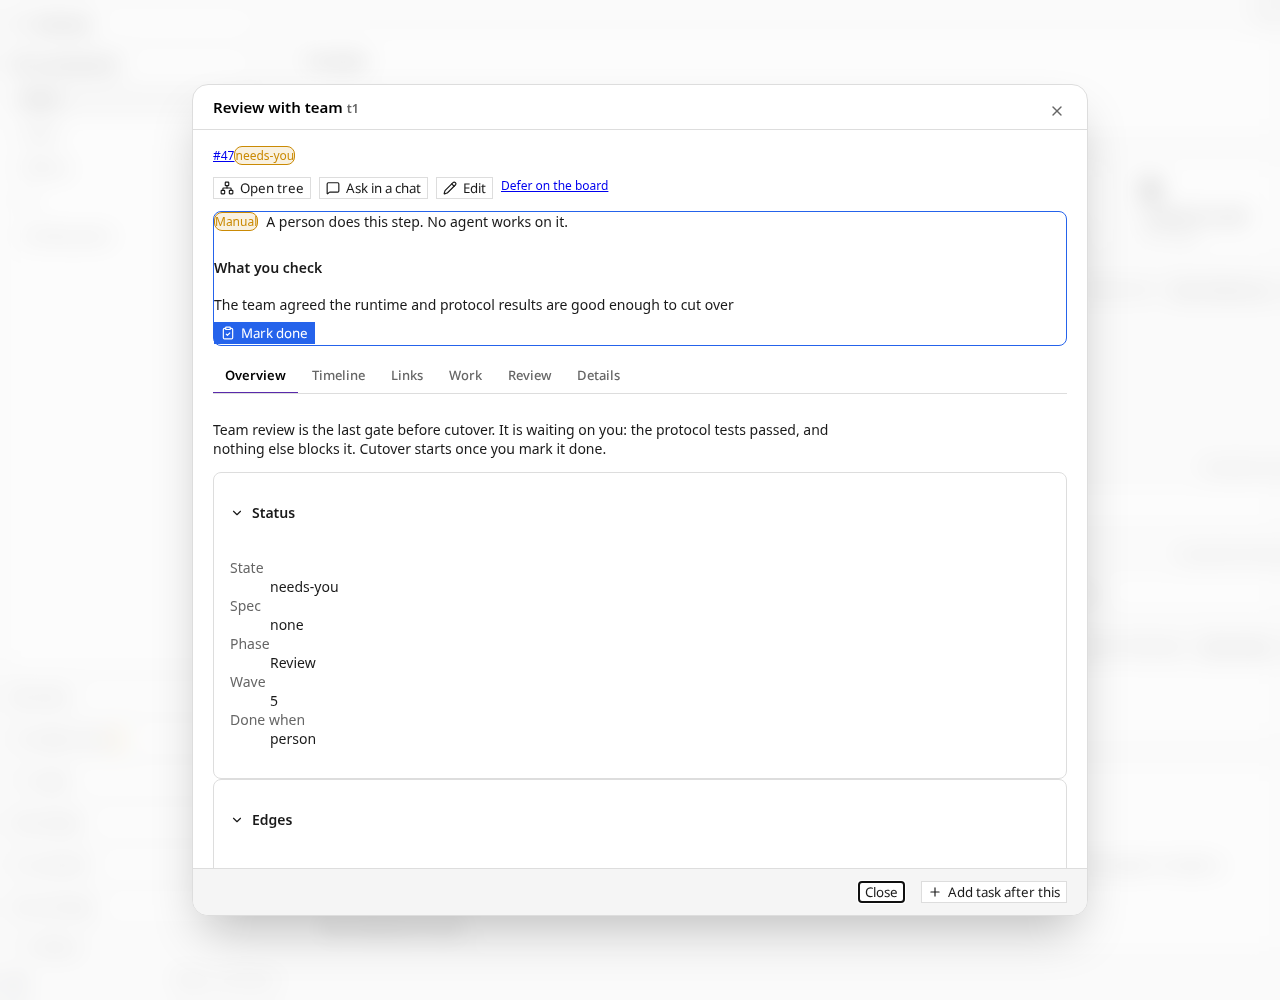 Review with team t1
#47 needs-you
Open tree Ask in a chat Edit Defer on the board
Manual A person does this step. No agent works on it.
What you check
The team agreed the runtime and protocol results are good enough to cut over
Mark done
Overview Timeline Links Work Review Details
Team review is the last gate before cutover. It is waiting on you: the protocol tests passed, and
nothing else blocks it. Cutover starts once you mark it done.
Status
State
needs-you
Spec
none
Phase
Review
Wave
5
Done when
person
Edges
Close Add task after this